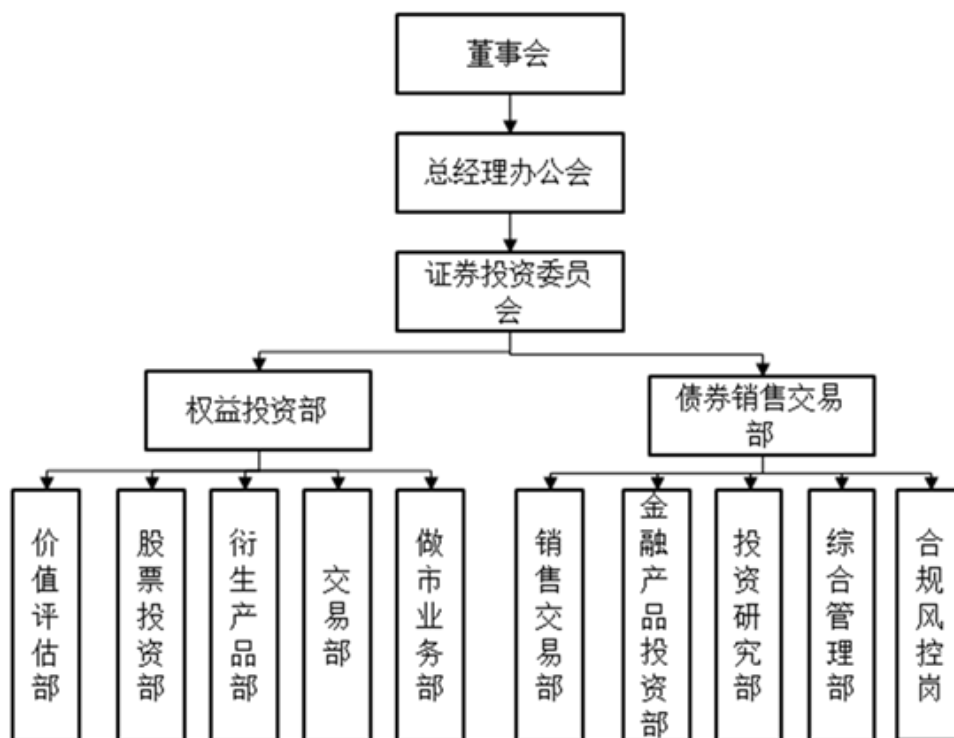 董事会
总经理办公会
证券投资委员
会
权益投资部
债券销售交易
部
价值评估部
股票投资部
衍生产品部
交易部
做市业务部
销售交易部
金融产品投资部
投资研究部
综合管理部
合规风控岗